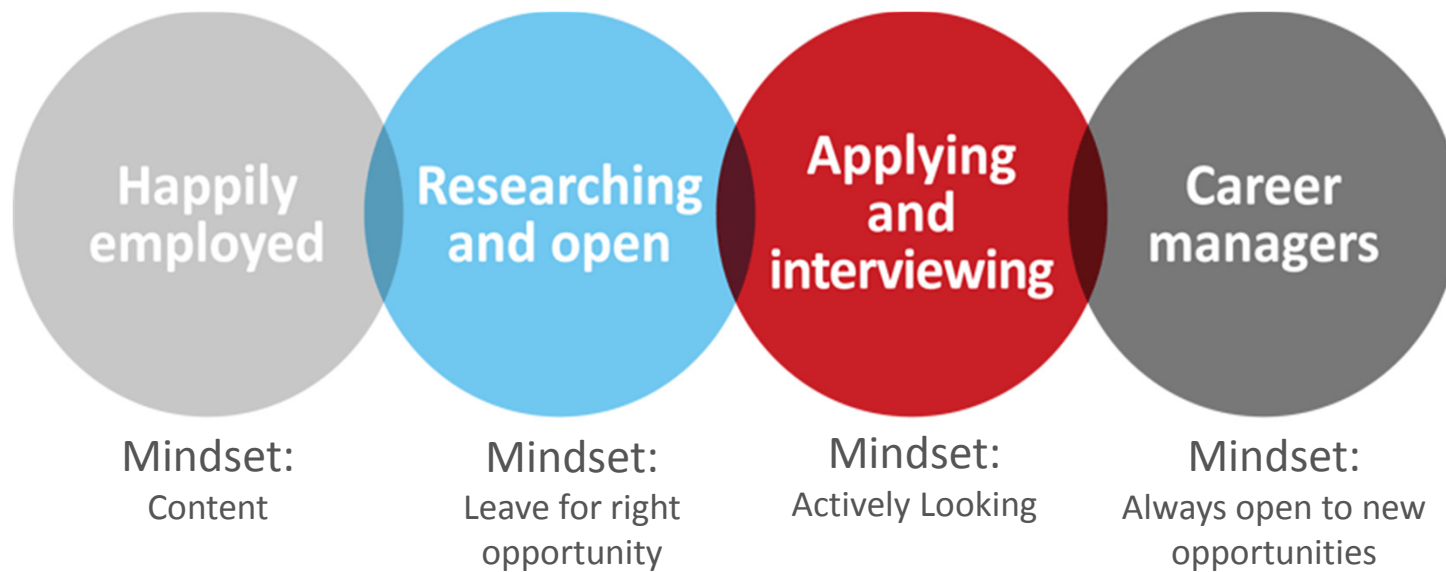 Happily
employed
Researching
and open
Applying
and
interviewing
Career
managers
Mindset:
Content
Mindset:
Leave for right
opportunity
Mindset:
Actively Looking
Mindset:
Always open to new
opportunities